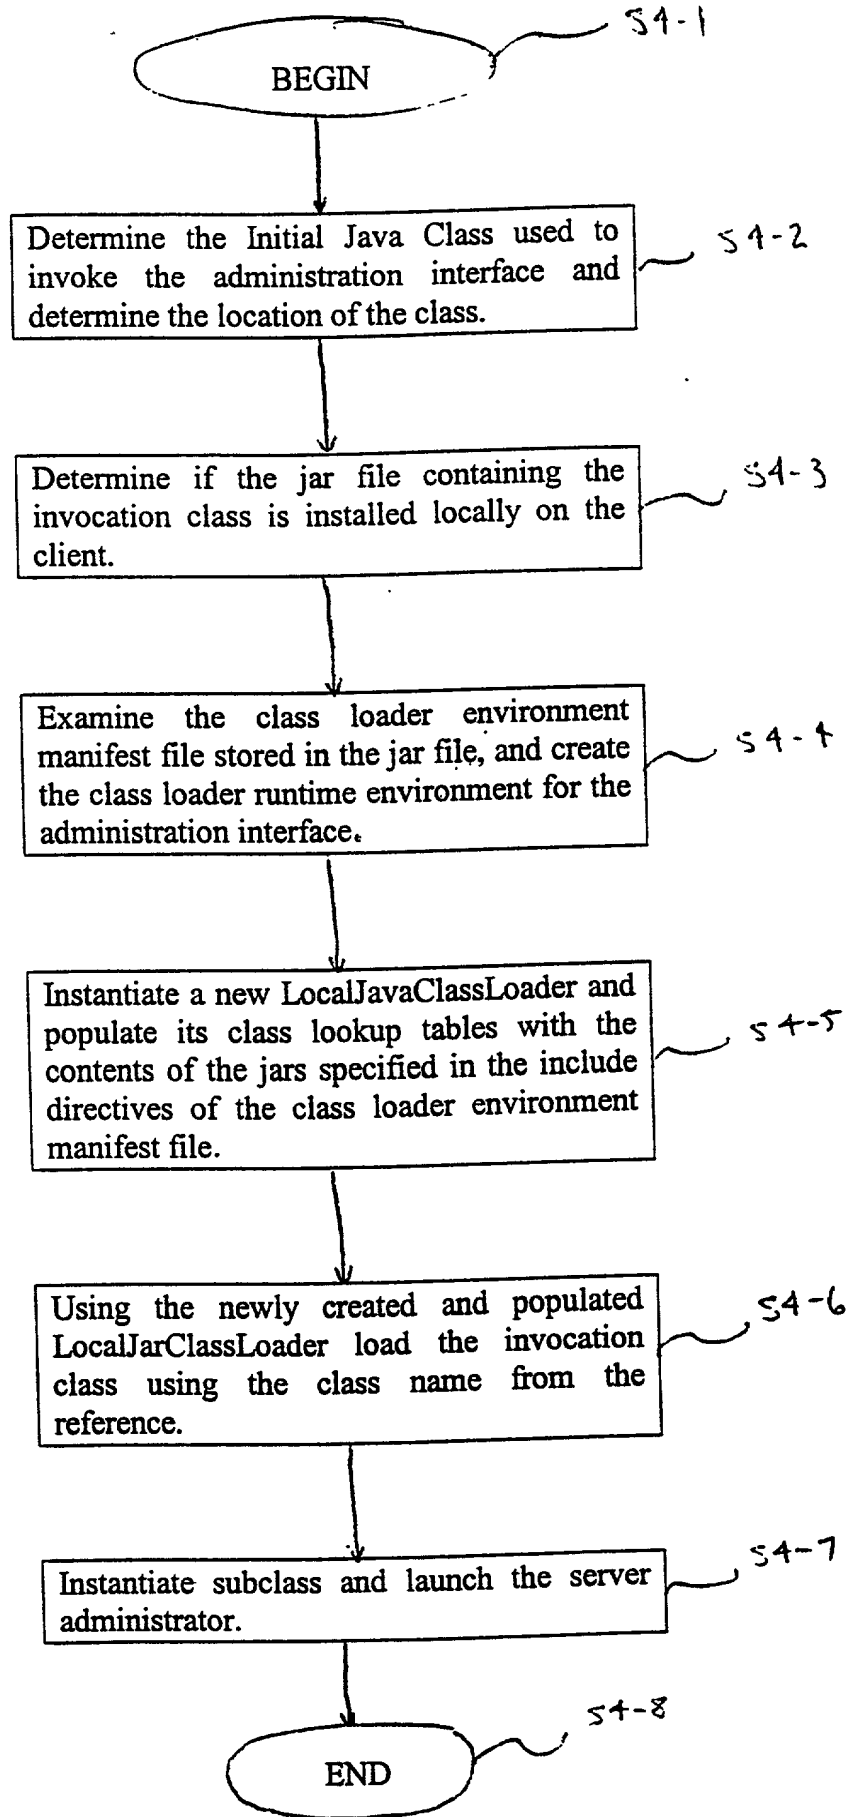 S4-1
BEGIN
Determine the Initial Java Class used to
invoke the administration interface and
determine the location of the class.
S4-2
Determine if the jar file containing the
invocation class is installed locally on the
client.
S4-3
Examine the class loader environment
manifest file stored in the jar file, and create
the class loader runtime environment for the
administration interface.
S4-4
Instantiate a new LocalJavaClassLoader and
populate its class lookup tables with the
contents of the jars specified in the include
directives of the class loader environment
manifest file.
S4-5
Using the newly created and populated
LocalJarClassLoader load the invocation
class using the class name from the
reference.
S4-6
Instantiate subclass and launch the server
administrator.
S4-7
S4-8
END